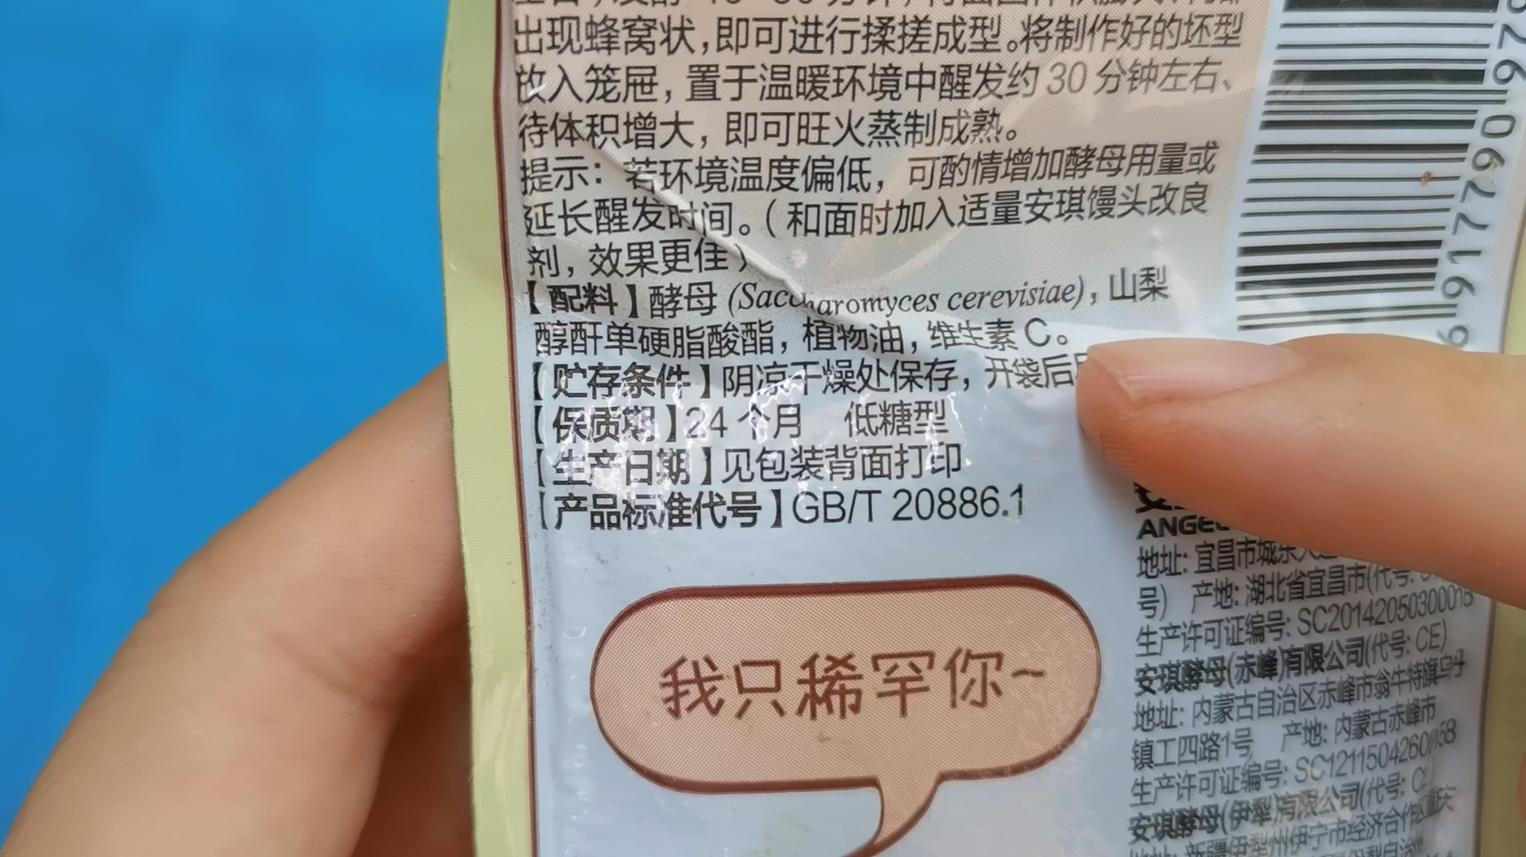 出现蜂窝状，即可进行揉搓成型。将制作好的坯型
放入笼屉，置于温暖环境中醒发约 30 分钟左右、
待体积增大，即可旺火蒸制成熟。
提示：若环境温度偏低，可酌情增加酵母用量或
延长醒发时间。（和面时加入适量安琪馒头改良
剂，效果更佳）
【配料】酵母 (Saccharomyces cerevisiae)，山梨
醇酐单硬脂酸酯，植物油，维生素 C。
【贮存条件】阴凉干燥处保存，开袋后
【保质期】24 个月 低糖型
【生产日期】见包装背面打印
【产品标准代号】GB/T 20886.1
我只稀罕你~
地址: 宜昌市城东
号） 产地: 湖北省宜昌市(代号:
生产许可证编号: SC20142050300018
安琪酵母(赤峰)有限公司(代号: CE)
地址: 内蒙古自治区赤峰市翁牛特旗乌
镇工四路1号 产地: 内蒙古赤峰市
生产许可证编号:
安琪酵母(伊犁)有限公司(代号: